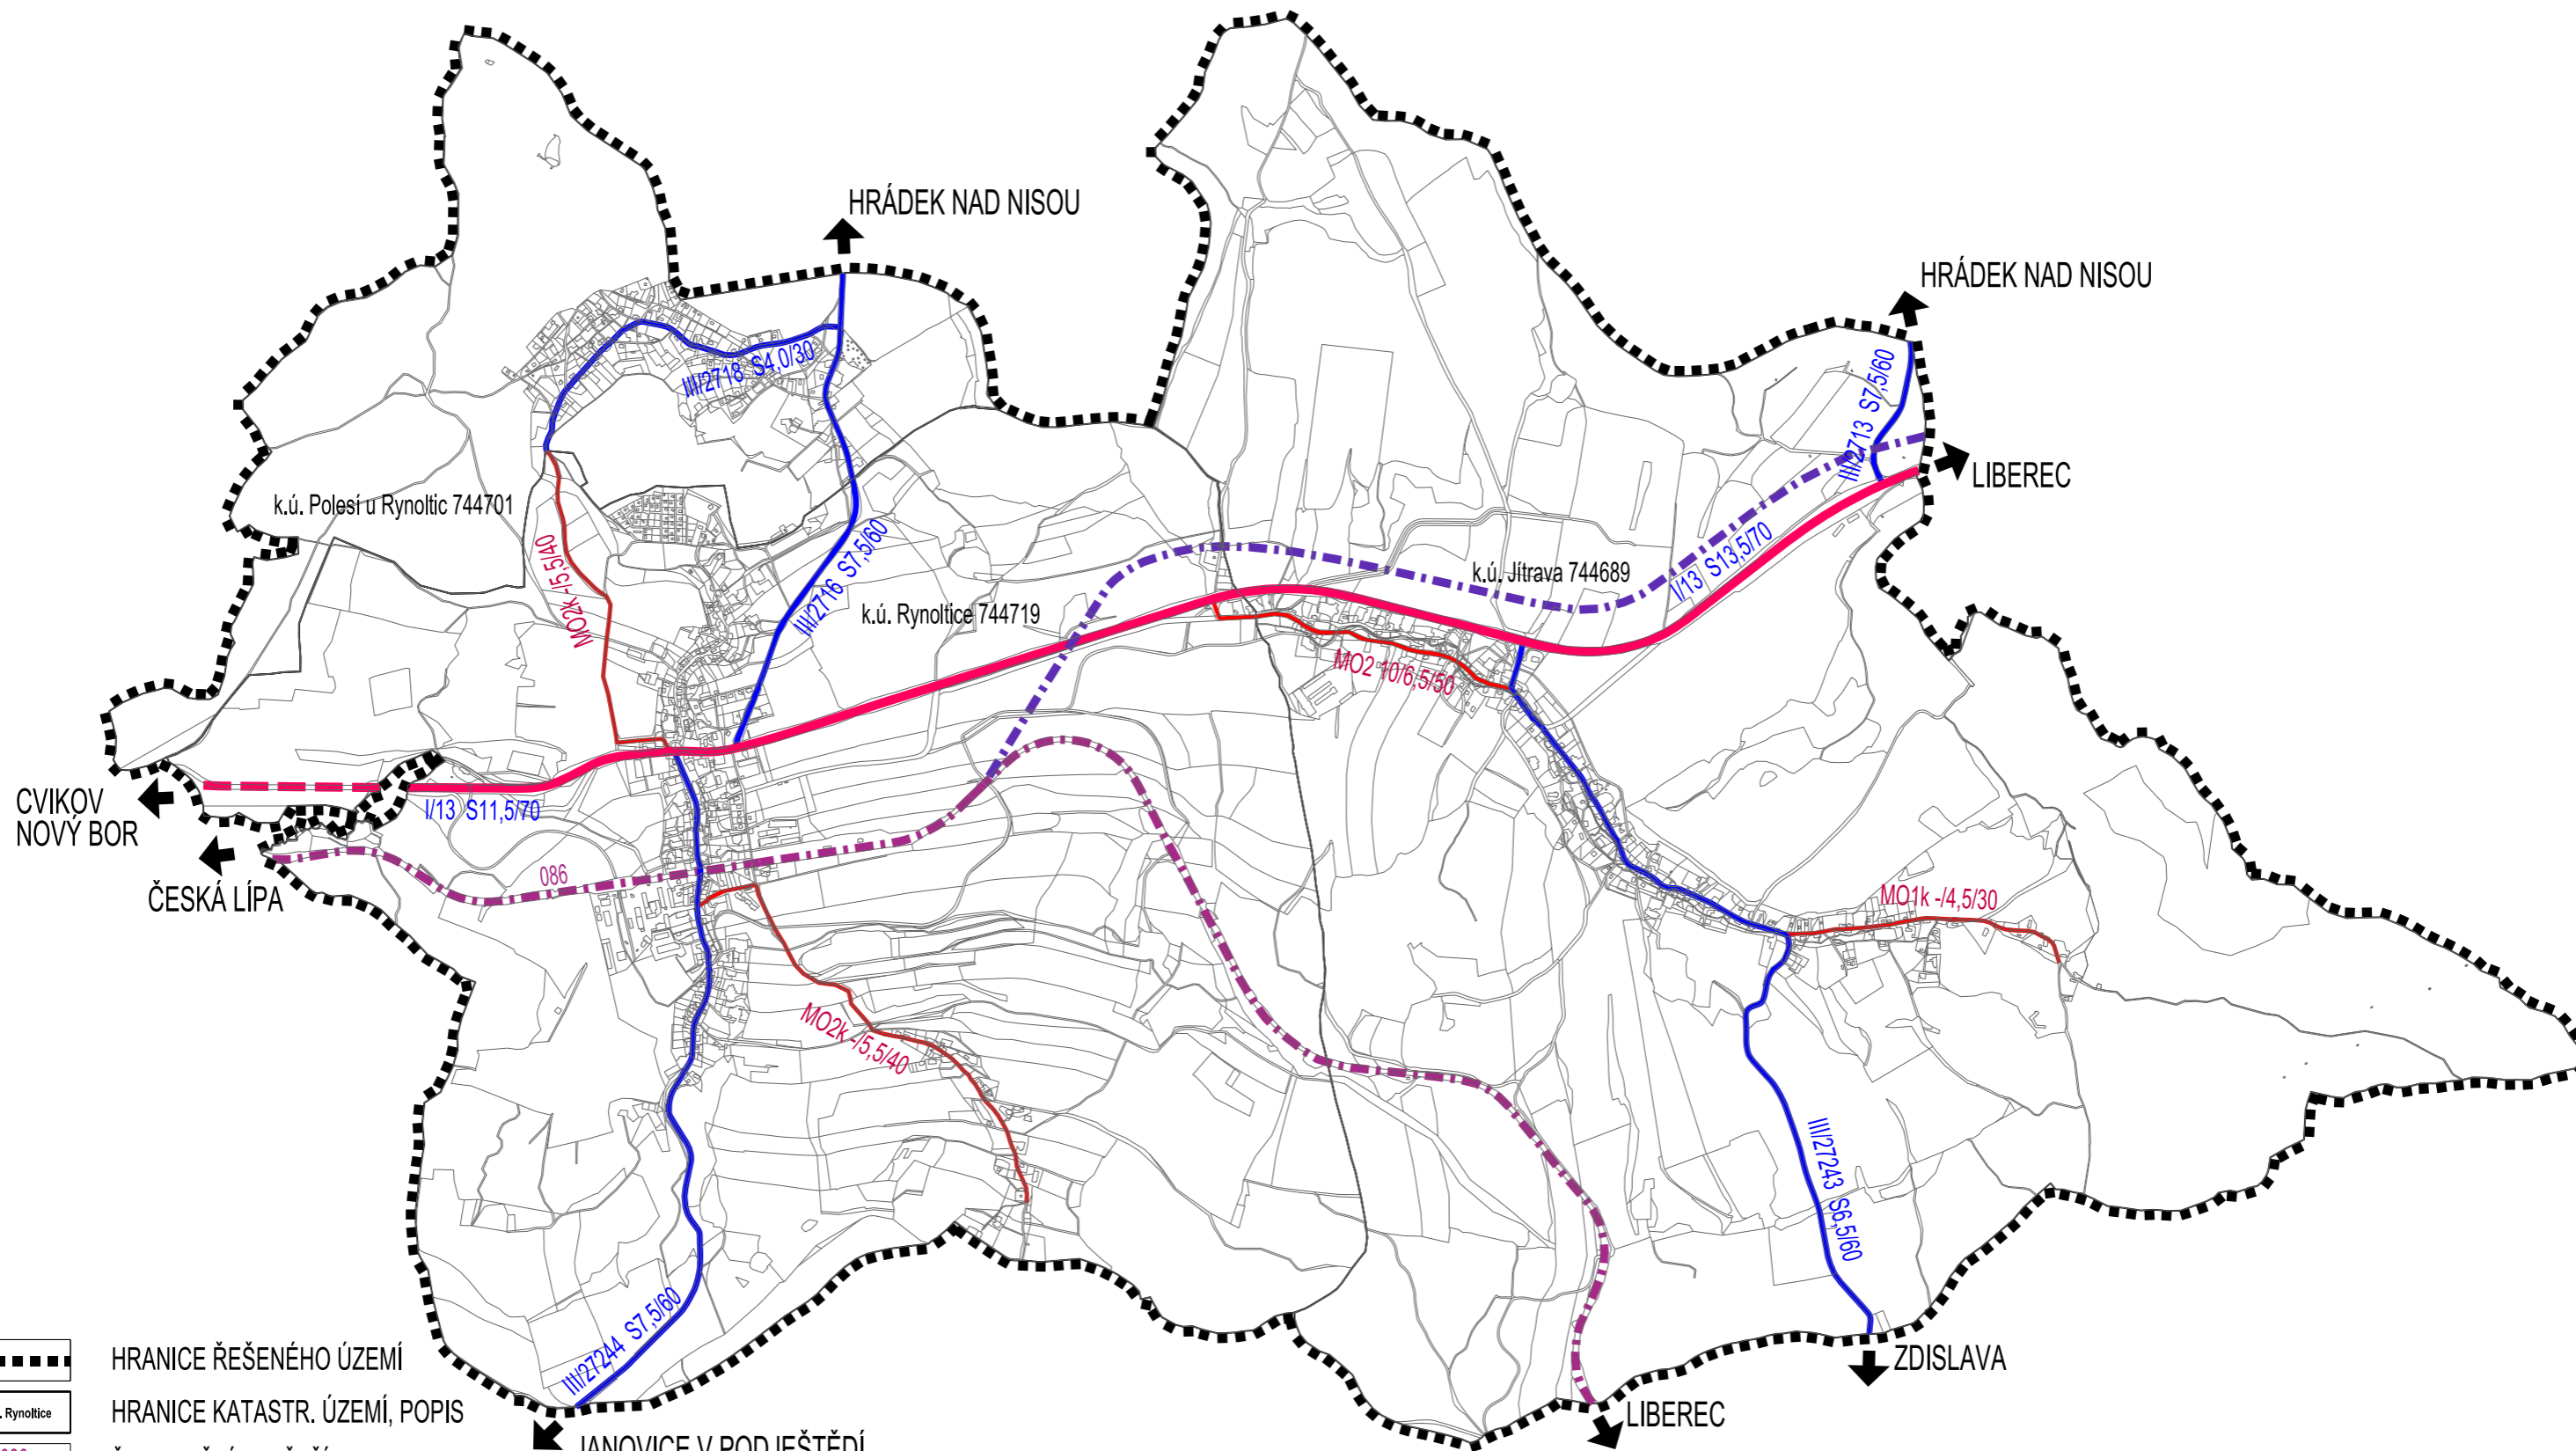 HRÁDEK NAD NISOU
HRÁDEK NAD NISOU
III/2718 S4,0/30
III/2713 S7,5/60
LIBEREC
k.ú. Polesí u Rynoltic 744701
MO2k -/5,5/40
III/2716 S7,5/60
k.ú. Rynoltice 744719
k.ú. Jítrava 744689
I/13 S13,5/70
MO2 10/6,5/50
CVIKOV
NOVÝ BOR
I/13 S11,5/70
ČESKÁ LÍPA
086
MO1k -/4,5/30
MO2k -/5,5/40
III/27243 S6,5/60
III/27244 S7,5/60
ZDISLAVA
LIBEREC
JANOVICE V PODJEŠTĚDÍ
HRANICE ŘEŠENÉHO ÚZEMÍ
Rynoltice
HRANICE KATASTR. ÚZEMÍ, POPIS